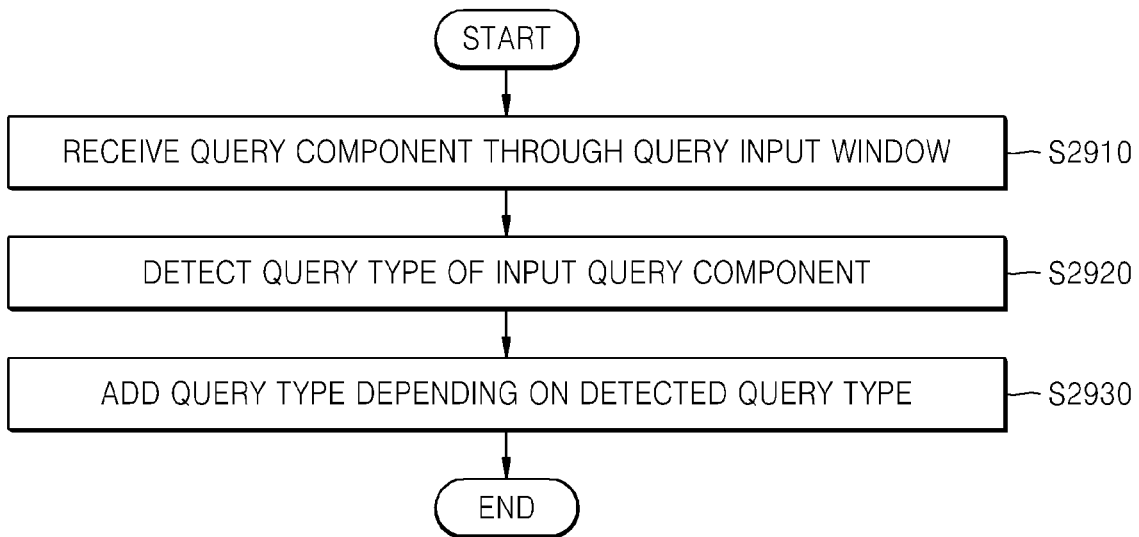 START
RECEIVE QUERY COMPONENT THROUGH QUERY INPUT WINDOW S2910
DETECT QUERY TYPE OF INPUT QUERY COMPONENT S2920
ADD QUERY TYPE DEPENDING ON DETECTED QUERY TYPE S2930
END